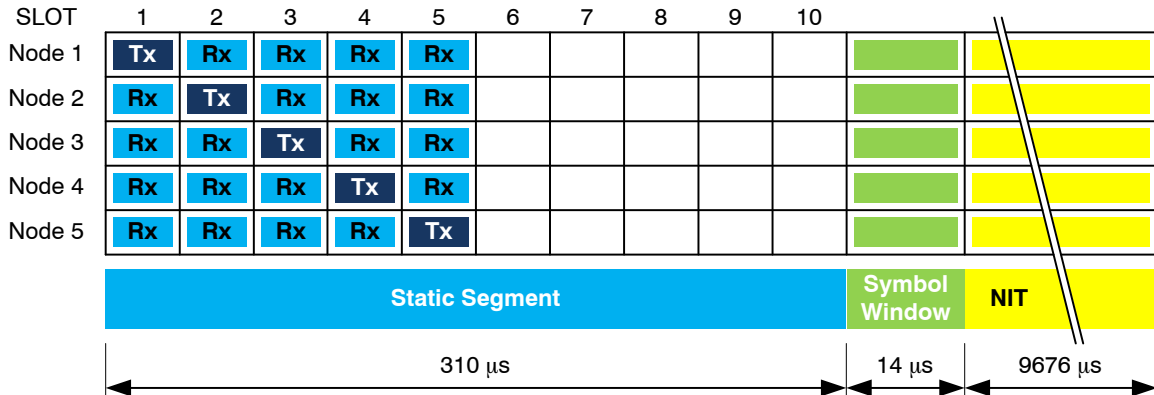 SLOT 1 2 3 4 5 6 7 8 9 10
Node 1 Tx Rx Rx Rx Rx
Node 2 Rx Tx Rx Rx Rx
Node 3 Rx Rx Tx Rx Rx
Node 4 Rx Rx Rx Tx Rx
Node 5 Rx Rx Rx Rx Tx
Static Segment
Symbol
Window
NIT
310 μs 14 μs 9676 μs